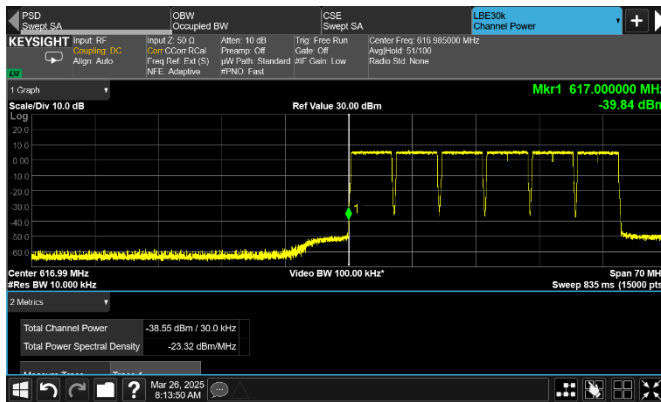 PSD
Swept SA
OBW
Occupied BW
CSE
Swept SA
LBE30k
Channel Power
KEYSIGHT
Input: RF
Coupling: DC
Align: Auto
Input Z: 50 Ω
Corr CCorr RCal
Freq Ref: Ext (S)
NFE: Adaptive
Atten: 10 dB
Preamp: Off
µW Path: Standard
#PNO: Fast
Trig: Free Run
Gate: Off
#IF Gain: Low
Center Freq: 616.985000 MHz
Avg|Hold: 51/100
Radio Std: None
1 Graph
Scale/Div 10.0 dB
Ref Value 30.00 dBm
Mkr1 617.000000 MHz
-39.84 dBm
Log
20.0
10.0
0.00
-10.0
-20.0
-30.0
-40.0
-50.0
-60.0
1
Center 616.99 MHz
#Res BW 10.000 kHz
Video BW 100.00 kHz*
Span 70 MH
Sweep 835 ms (15000 pts
2 Metrics
Total Channel Power -38.55 dBm / 30.0 kHz
Total Power Spectral Density -23.32 dBm/MHz
Mar 26, 2025
8:13:50 AM